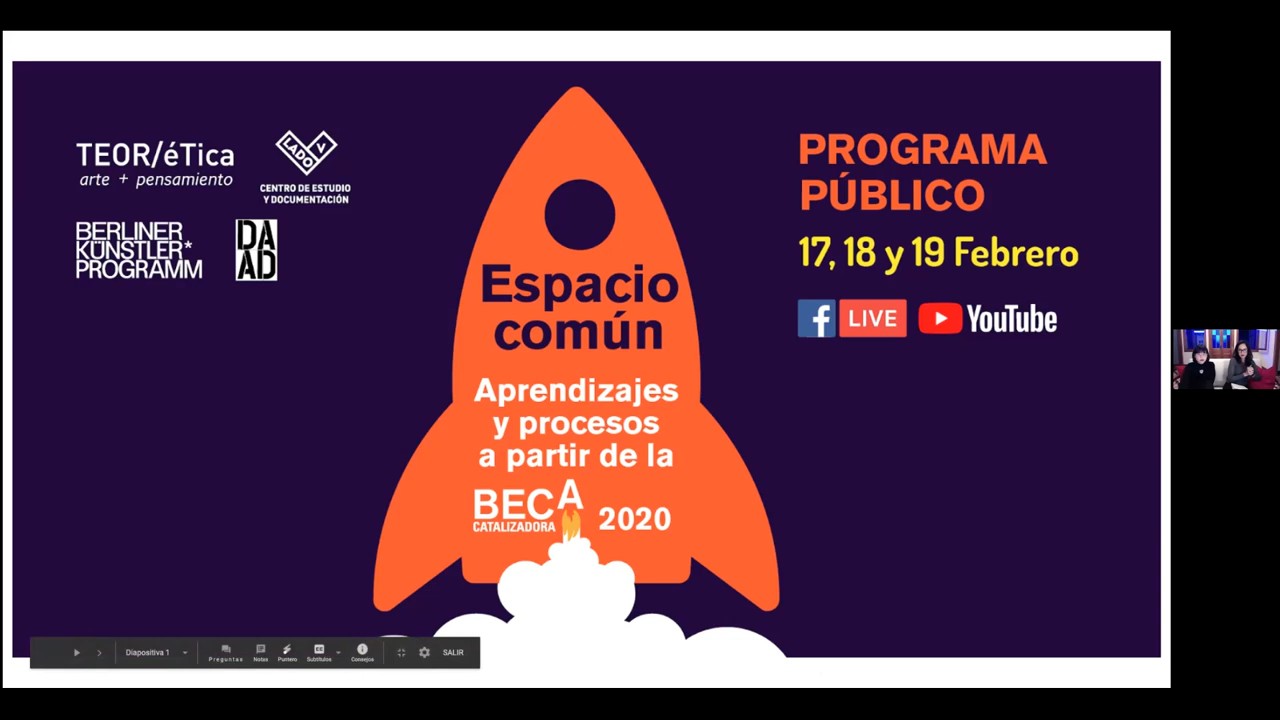 TEOR/éTica
arte + pensamiento
LADO V
CENTRO DE ESTUDIO
Y DOCUMENTACIÓN
BERLINER
KÜNSTLER*
PROGRAMM
DA
AD
Espacio
común
Aprendizajes
y procesos
a partir de la
BECA
CATALIZADORA
2020
PROGRAMA
PÚBLICO
17, 18 y 19 Febrero
f LIVE YouTube
Diapositiva 1
Preguntas
Notas
Puntero
Subtítulos
Consejos
SALIR